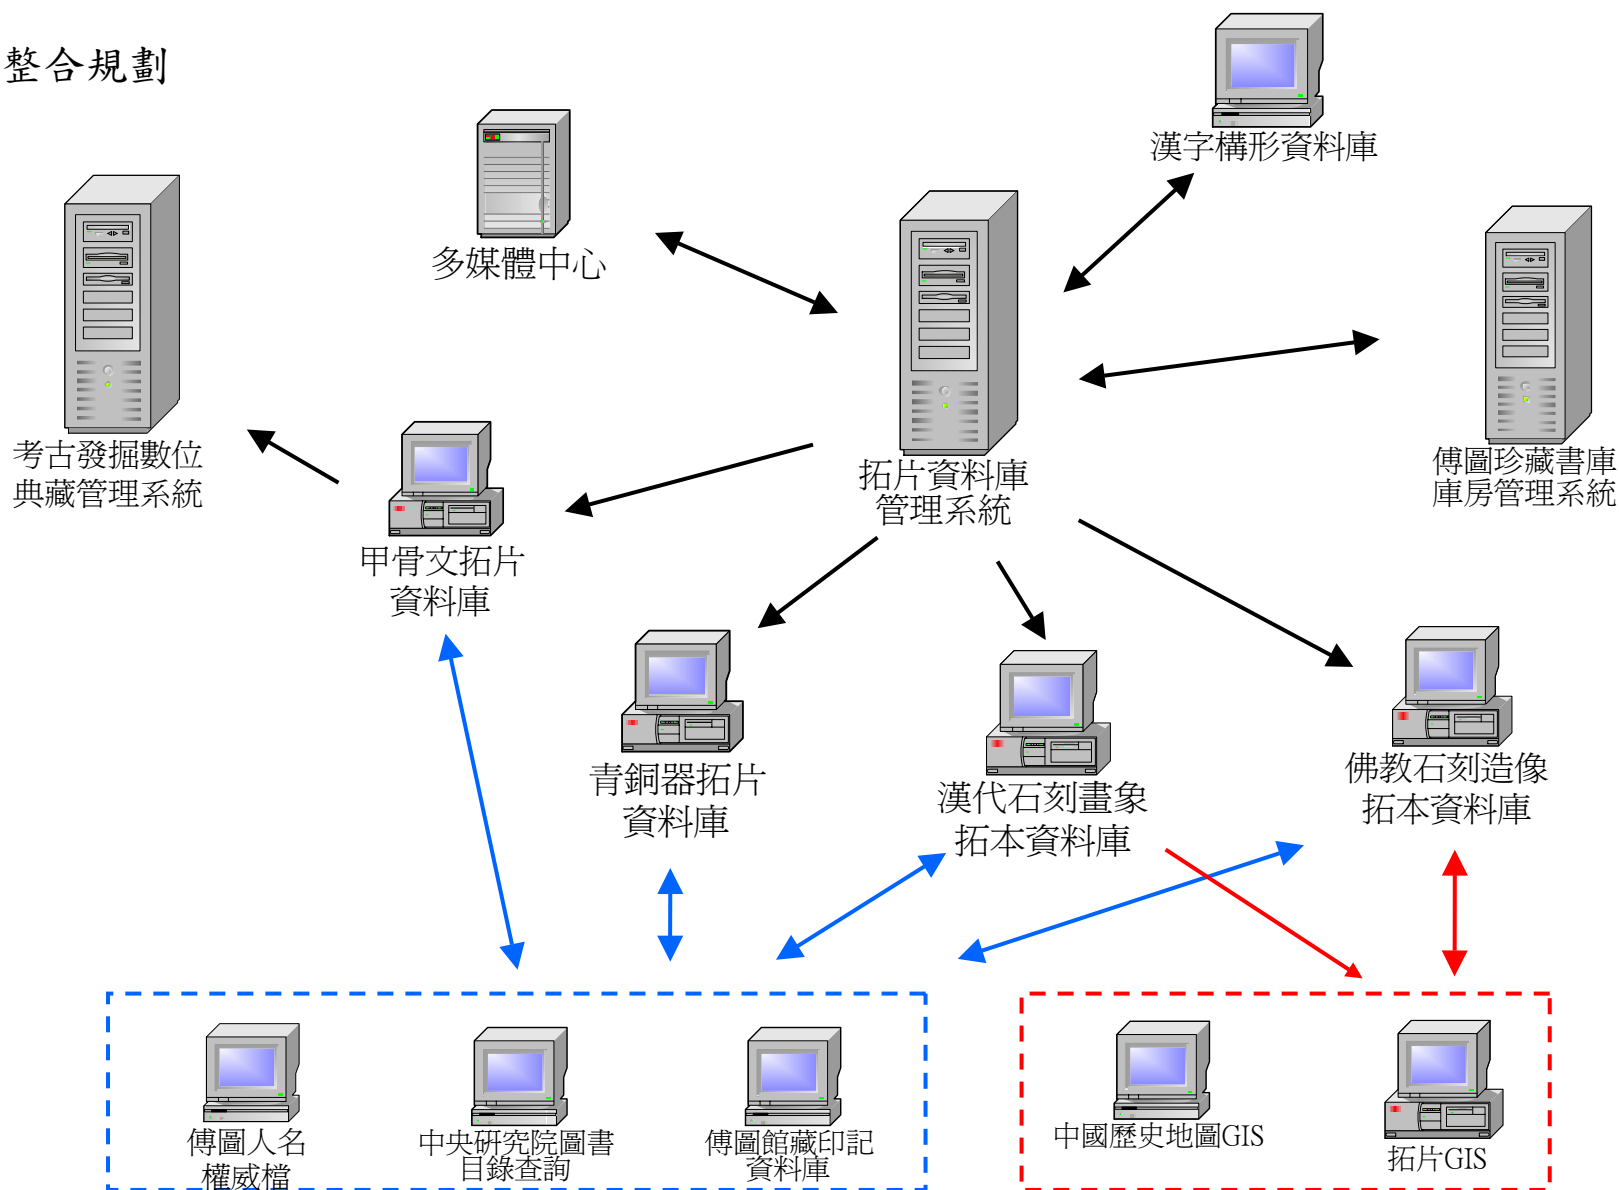 整合規劃
漢字構形資料庫
多媒體中心
考古發掘數位
典藏管理系統
拓片資料庫
管理系統
傅圖珍藏書庫
庫房管理系統
甲骨文拓片
資料庫
青銅器拓片
資料庫
漢代石刻畫象
拓本資料庫
佛教石刻造像
拓本資料庫
傅圖人名
權威檔
中央研究院圖書
目錄查詢
傅圖館藏印記
資料庫
中國歷史地圖GIS
拓片GIS